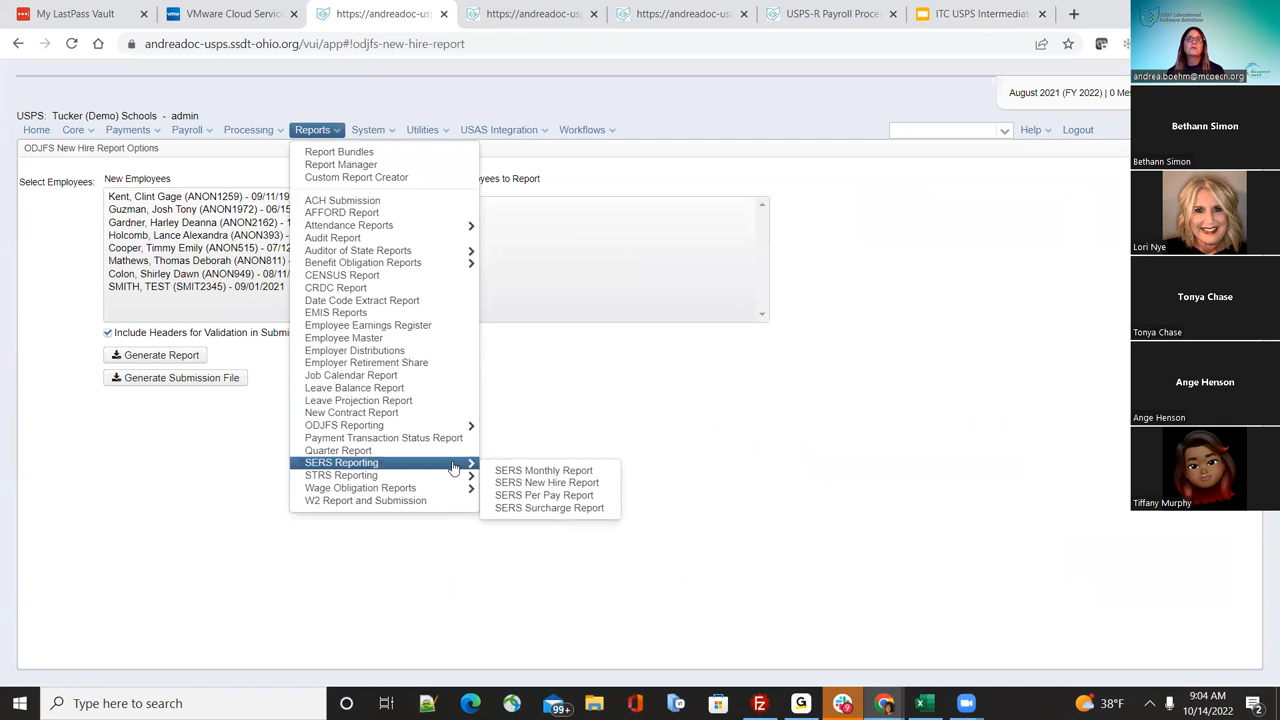 My LastPass Vault
VMware Cloud Service
https://andreadoc-usps.
https://andreadoc-usps.ss
https://andreadoc-usps.s
USPS-R Hill Proces
ITC USPS Intermediat
andreadoc-usps.ssdt-ohio.org/vui/app#!odjfs-new-hire-report
August 2021 (FY 2022) | 0 Mes
USPS: Tucker (Demo) Schools - admin
Home Core Payments Payroll Processing Reports System Utilities USAS Integration Workflows Help Logout
ODJFS New Hire Report Options
Select Employees:
New Employees
Kent, Clint Gage (ANON1259) - 09/11/19
Guzman, Josh Tony (ANON1972) - 06/15
Gardner, Harley Deanna (ANON2162) - 1
Holcomb, Lance Alexandra (ANON393) -
Cooper, Timmy Emily (ANON515) - 07/12
Mathews, Thomas Deborah (ANON811)
Colon, Shirley Dawn (ANON949) - 08/11/
SMITH, TEST (SMIT2345) - 09/01/2021
ployees to Report
Include Headers for Validation in Submi
Generate Report
Generate Submission File
Report Bundles
Report Manager
Custom Report Creator
ACH Submission
AFFORD Report
Attendance Reports
Audit Report
Auditor of State Reports
Benefit Obligation Reports
CENSUS Report
CRDC Report
Date Code Extract Report
EMIS Reports
Employee Earnings Register
Employee Master
Employer Distributions
Employer Retirement Share
Job Calendar Report
Leave Balance Report
Leave Projection Report
New Contract Report
ODJFS Reporting
Payment Transaction Status Report
Quarter Report
SERS Reporting
STRS Reporting
Wage Obligation Reports
W2 Report and Submission
SERS Monthly Report
SERS New Hire Report
SERS Per Pay Report
SERS Surcharge Report
andrea.boehm@mcoecn.org
Bethann Simon
Bethann Simon
Lori Nye
Tonya Chase
Tonya Chase
Ange Henson
Ange Henson
Tiffany Murphy
Type here to search
99+
38°F
9:04 AM
10/14/2022
2